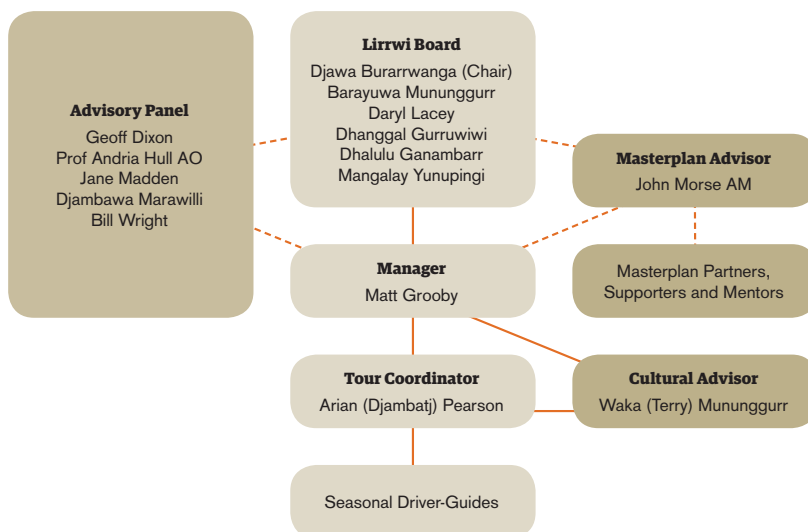 Advisory Panel
Geoff Dixon
Prof Andria Hull AO
Jane Madden
Djambawa Marawilli
Bill Wright
Lirrwi Board
Djawa Burarrwanga (Chair)
Barayuwa Mununggurr
Daryl Lacey
Dhanggal Gurruwiwi
Dhalulu Ganambarr
Mangalay Yunupingi
Masterplan Advisor
John Morse AM
Manager
Matt Grooby
Masterplan Partners,
Supporters and Mentors
Tour Coordinator
Arian (Djambatj) Pearson
Cultural Advisor
Waka (Terry) Mununggurr
Seasonal Driver-Guides